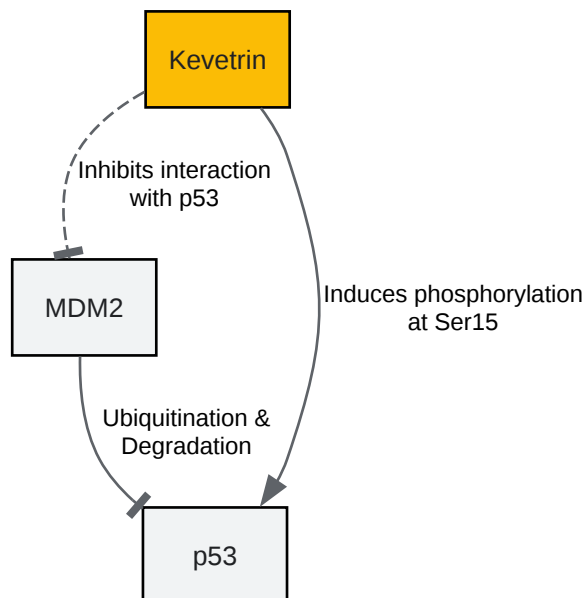 Kevetrin
Inhibits interaction
with p53
MDM2
Induces phosphorylation
at Ser15
Ubiquitination &
Degradation
p53